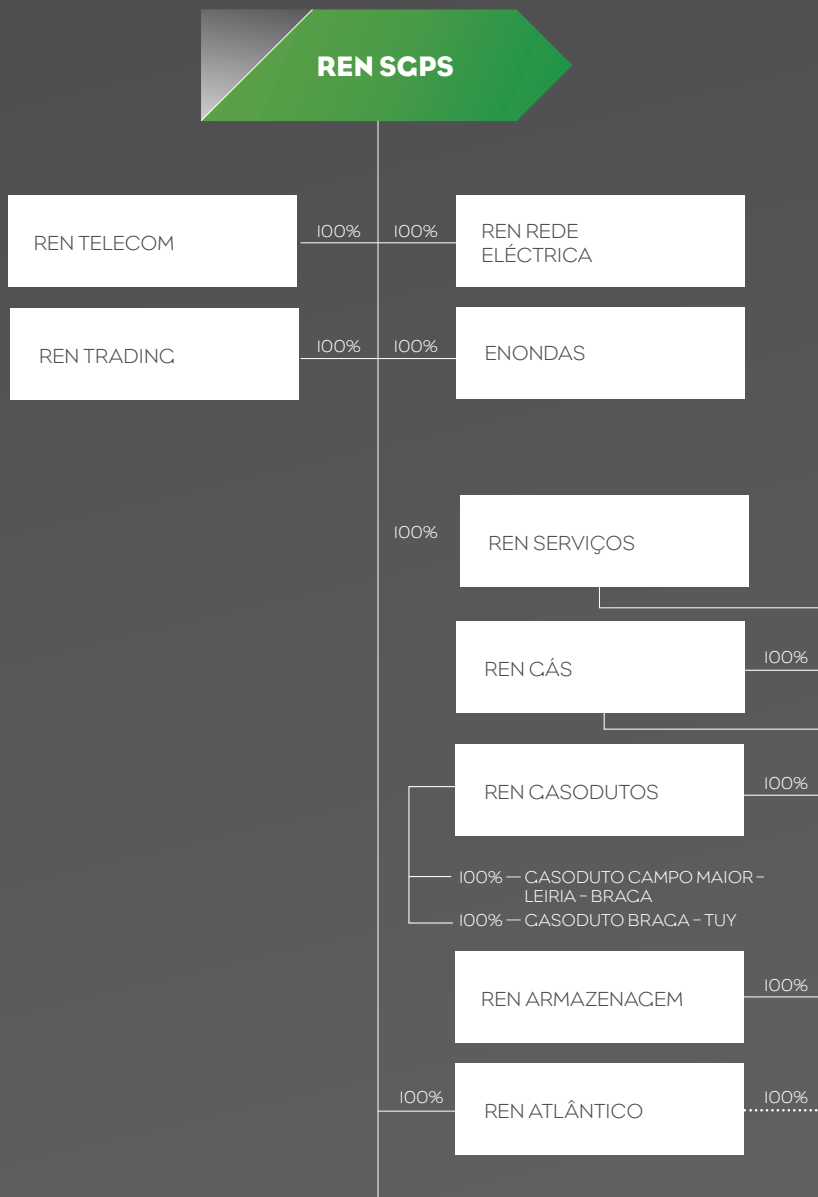 REN SGPS
REN TELECOM
100%
100%
REN REDE
ELÉCTRICA
REN TRADING
100%
100%
ENONDAS
100%
REN SERVIÇOS
REN GÁS
100%
REN GASODUTOS
100%
100% — GASODUTO CAMPO MAIOR –
LEIRIA – BRAGA
100% — GASODUTO BRAGA – TUY
REN ARMAZENAGEM
100%
100%
REN ATLÂNTICO
100%